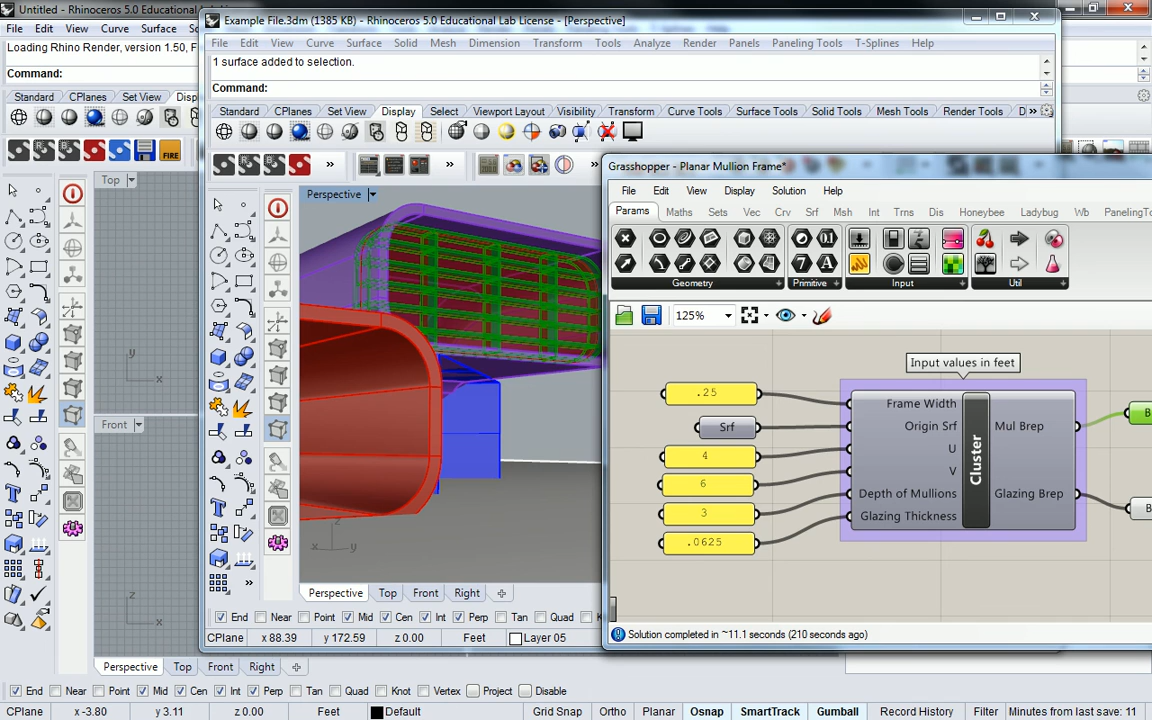 Untitled - Rhinoceros 5.0 Educational Lab
File Edit View Curve Surface
Loading Rhino Render, version 1.50, F
Command:
Standard CPlanes Set View Disp
Top
Front
Example File.3dm (1385 KB) - Rhinoceros 5.0 Educational Lab License - [Perspective]
File Edit View Curve Surface Solid Mesh Dimension Transform Tools Analyze Render Panels Paneling Tools T-Splines Help
1 surface added to selection.
Command:
Standard CPlanes Set View Display Select Viewport Layout Visibility Transform Curve Tools Surface Tools Solid Tools Mesh Tools Render Tools D
FIRE
Perspective
z
x y
Perspective Top Front Right
End Near Point Mid Cen Int Perp Tan Quad
CPlane x 88.39 y 172.59 z 0.00 Feet Layer 05
Grasshopper - Planar Mullion Frame*
File Edit View Display Solution Help
Params Maths Sets Vec Crv Srf Msh Int Trns Dis Honeybee Ladybug Wb PanelingTo
Geometry Primitive Input Util
125%
Input values in feet
.25
Srf
4
6
3
.0625
Frame Width
Origin Srf
U
V
Depth of Mullions
Glazing Thickness
Cluster
Mul Brep
Glazing Brep
B
B
Solution completed in ~11.1 seconds (210 seconds ago)
y
x
z
x
Perspective Top Front Right
End Near Point Mid Cen Int Perp Tan Quad Knot Vertex Project Disable
CPlane x -3.80 y 3.11 z 0.00 Feet Default Grid Snap Ortho Planar Osnap SmartTrack Gumball Record History Filter Minutes from last save: 11